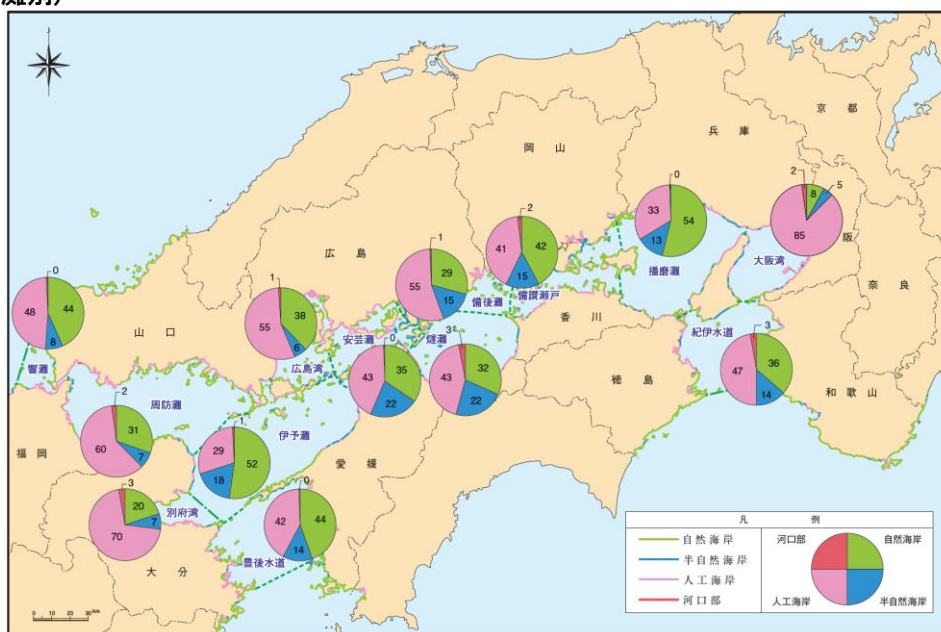 灘別）
京都
兵庫
岡山
広島
山口
福岡
大分
愛媛
香川
徳島
阪
奈良
和歌山
響灘
周防灘
別府湾
豊後水道
伊予灘
広島湾
安芸灘
燧灘
備後灘
備讃瀬戸
播磨灘
大阪湾
紀伊水道
0
44
8
48
2
31
7
60
3
20
7
70
1
38
6
55
1
52
18
29
0
44
14
42
0
35
22
43
3
32
22
43
1
29
15
55
2
42
15
41
0
54
13
33
2
8
5
85
3
36
14
47
凡例
自然海岸
半自然海岸
人工海岸
河口部
河口部
自然海岸
人工海岸
半自然海岸
0 10 20 30km